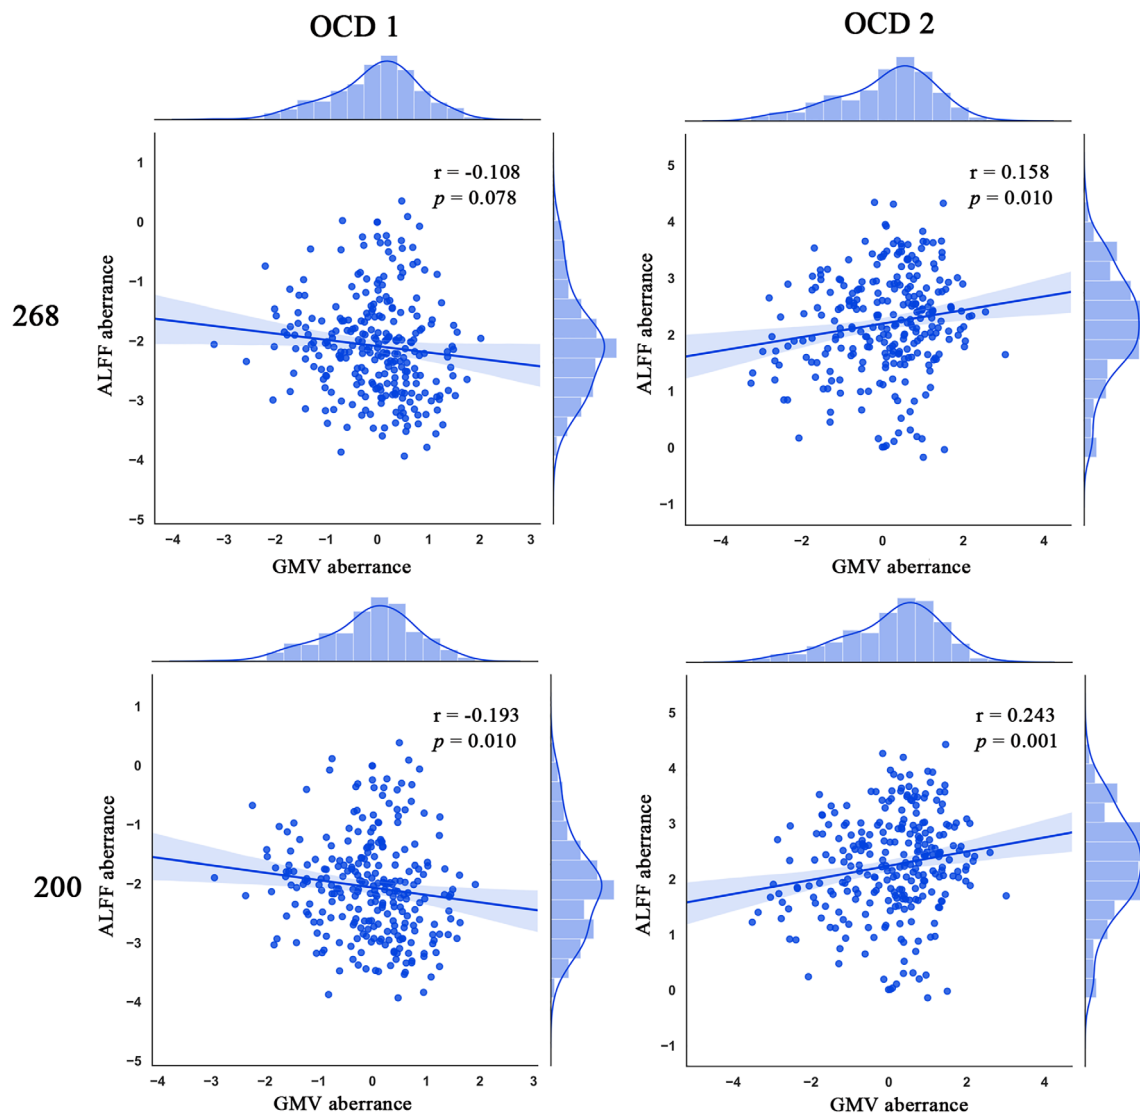 OCD 1
OCD 2
268
ALFF aberrance
1
0
−1
−2
−3
−4
−5
r = -0.108
p = 0.078
−4 −3 −2 −1 0 1 2 3
GMV aberrance
ALFF aberrance
5
4
3
2
1
0
−1
r = 0.158
p = 0.010
−4 −2 0 2 4
GMV aberrance
200
ALFF aberrance
1
0
−1
−2
−3
−4
−5
r = -0.193
p = 0.010
−4 −3 −2 −1 0 1 2 3
GMV aberrance
ALFF aberrance
5
4
3
2
1
0
−1
r = 0.243
p = 0.001
−4 −2 0 2 4
GMV aberrance